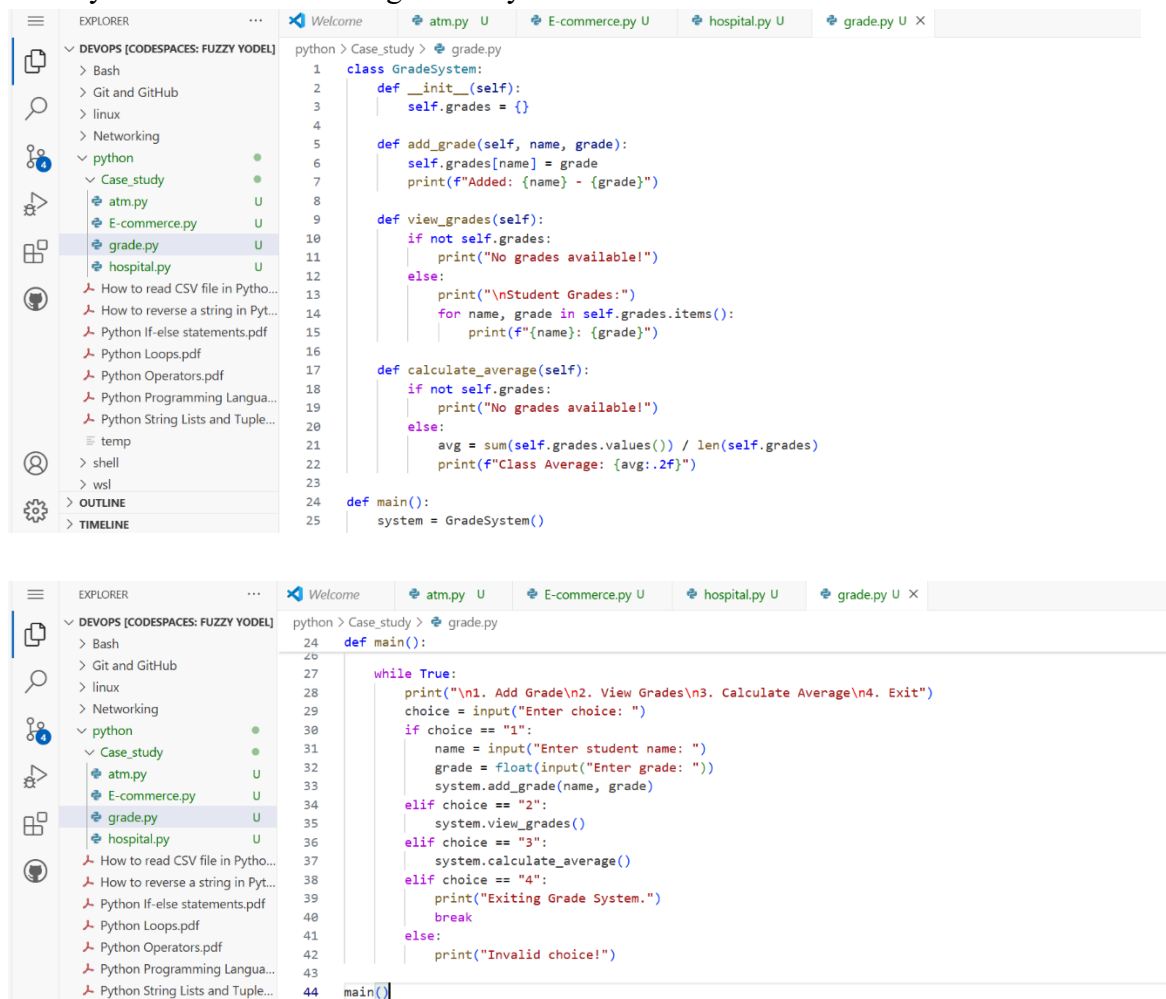 EXPLORER
DEVOPS [CODESPACES: FUZZY YODEL]
Bash
Git and GitHub
linux
Networking
python
Case_study
atm.py U
E-commerce.py U
grade.py U
hospital.py U
How to read CSV file in Pytho...
How to reverse a string in Pyt...
Python If-else statements.pdf
Python Loops.pdf
Python Operators.pdf
Python Programming Langua...
Python String Lists and Tuple...
temp
shell
wsl
OUTLINE
TIMELINE
4
Welcome atm.py U E-commerce.py U hospital.py U grade.py U
python > Case_study > grade.py
1 class GradeSystem:
2     def __init__(self):
3         self.grades = {}
4
5     def add_grade(self, name, grade):
6         self.grades[name] = grade
7         print(f"Added: {name} - {grade}")
8
9     def view_grades(self):
10         if not self.grades:
11             print("No grades available!")
12         else:
13             print("\nStudent Grades:")
14             for name, grade in self.grades.items():
15                 print(f"{name}: {grade}")
16
17     def calculate_average(self):
18         if not self.grades:
19             print("No grades available!")
20         else:
21             avg = sum(self.grades.values()) / len(self.grades)
22             print(f"Class Average: {avg:.2f}")
23
24 def main():
25     system = GradeSystem()
EXPLORER
DEVOPS [CODESPACES: FUZZY YODEL]
Bash
Git and GitHub
linux
Networking
python
Case_study
atm.py U
E-commerce.py U
grade.py U
hospital.py U
How to read CSV file in Pytho...
How to reverse a string in Pyt...
Python If-else statements.pdf
Python Loops.pdf
Python Operators.pdf
Python Programming Langua...
Python String Lists and Tuple...
4
Welcome atm.py U E-commerce.py U hospital.py U grade.py U
python > Case_study > grade.py
24 def main():
26
27     while True:
28         print("\n1. Add Grade\n2. View Grades\n3. Calculate Average\n4. Exit")
29         choice = input("Enter choice: ")
30         if choice == "1":
31             name = input("Enter student name: ")
32             grade = float(input("Enter grade: "))
33             system.add_grade(name, grade)
34         elif choice == "2":
35             system.view_grades()
36         elif choice == "3":
37             system.calculate_average()
38         elif choice == "4":
39             print("Exiting Grade System.")
40             break
41         else:
42             print("Invalid choice!")
43
44 main()